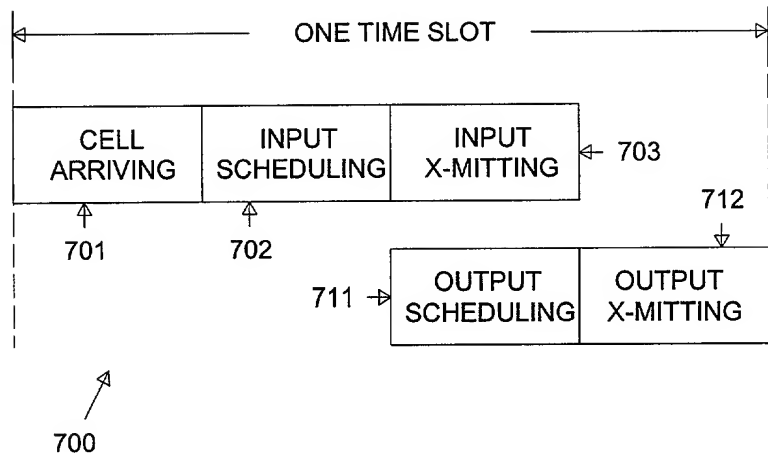 ONE TIME SLOT
CELL
ARRIVING
INPUT
SCHEDULING
INPUT
X-MITTING
703
701
702
712
711
OUTPUT
SCHEDULING
OUTPUT
X-MITTING
700